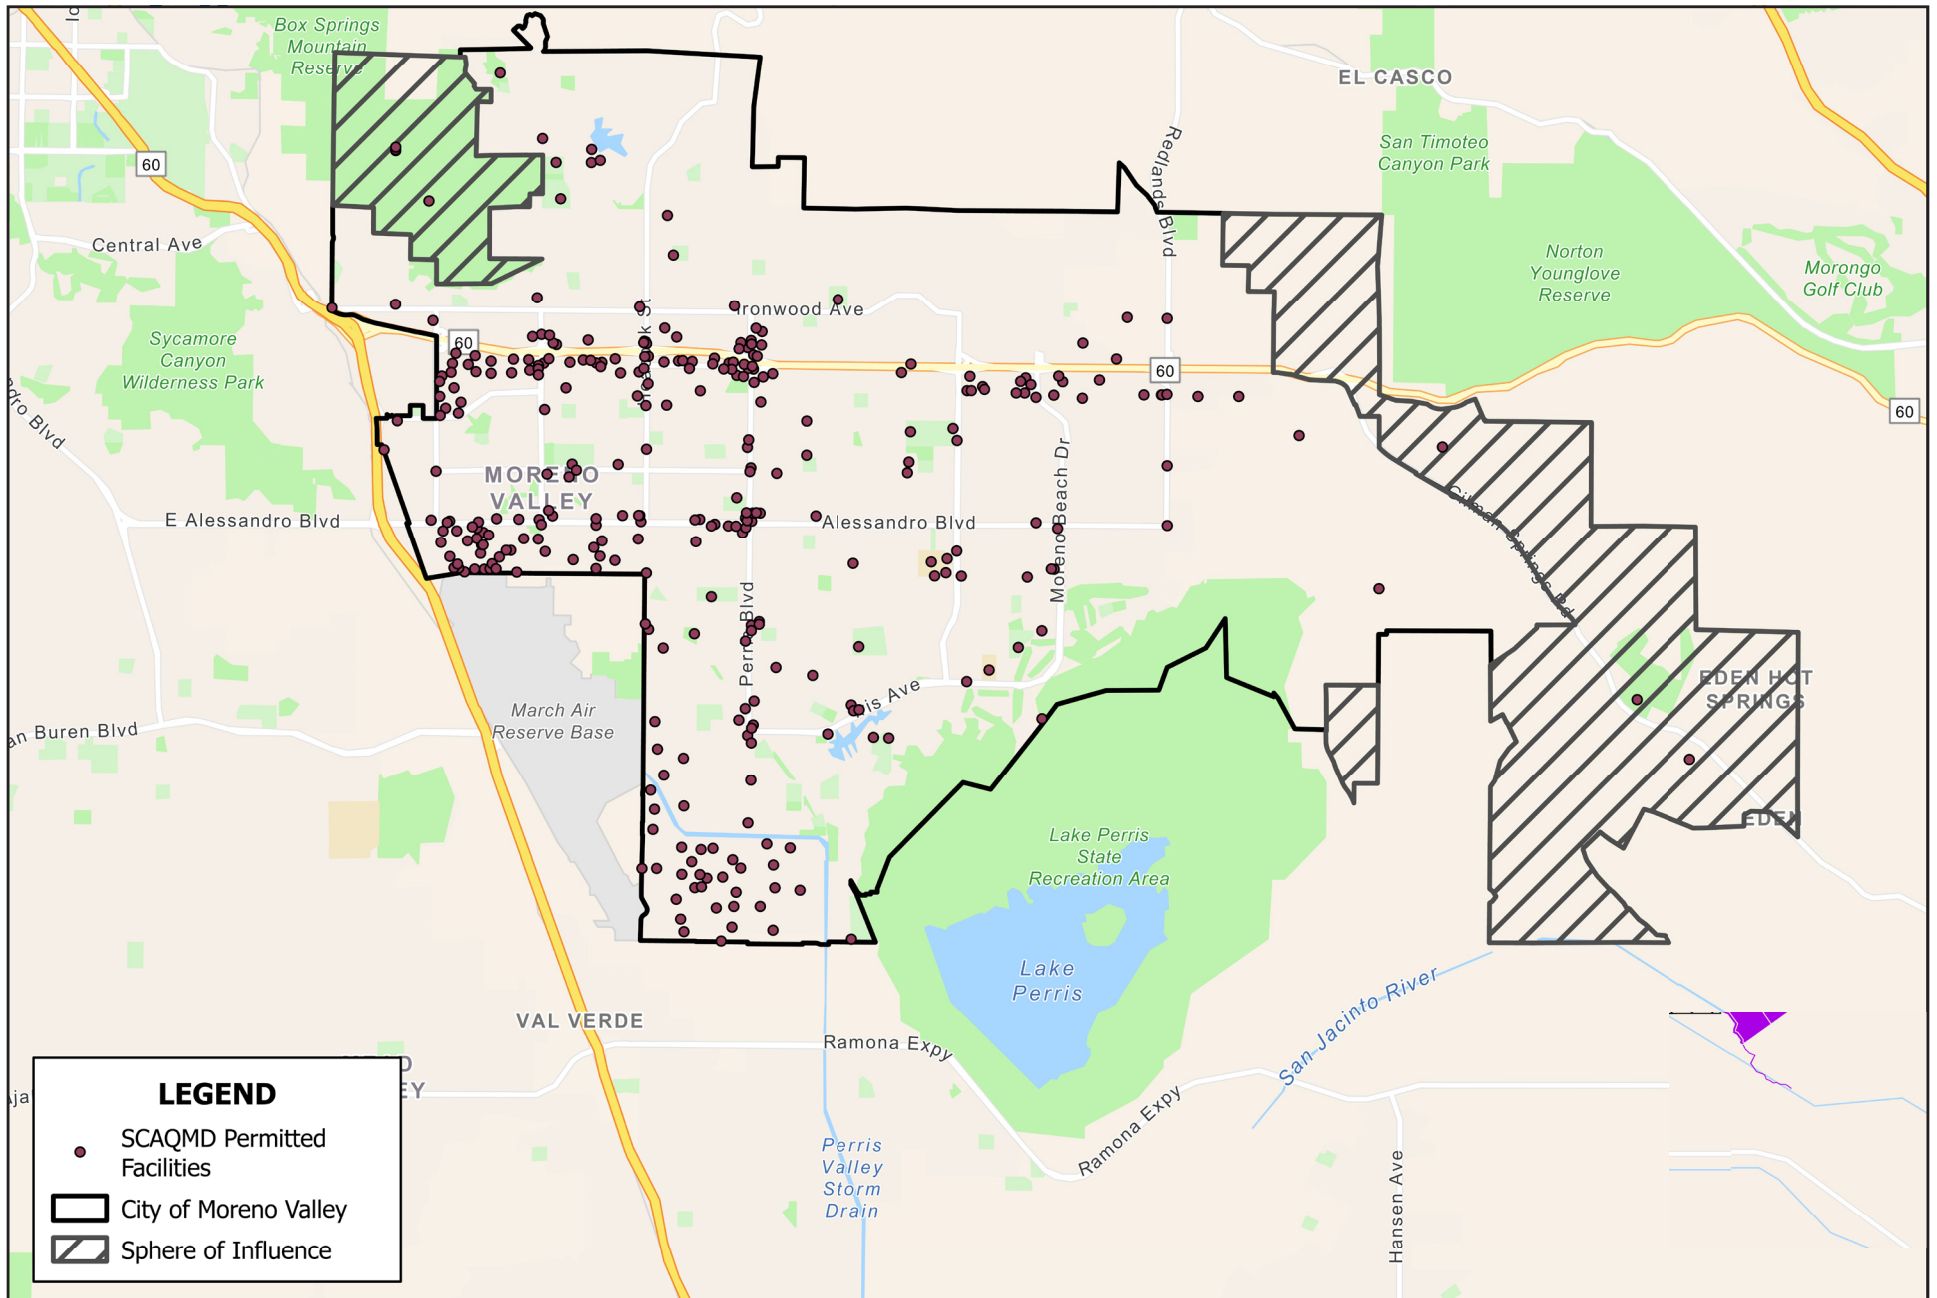 Box Springs
Mountain
Reserve
EL CASCO
San Timoteo
Canyon Park
60
Redlands Blvd
Central Ave
Norton
Younglove
Reserve
Morongo
Golf Club
Ironwood Ave
Sycamore
Canyon
Wilderness Park
60
60
60
MORENO
VALLEY
Moreno Beach Dr
Gilman Springs Rd
E Alessandro Blvd
Alessandro Blvd
Perris Blvd
EDEN HOT
SPRINGS
March Air
Reserve Base
an Buren Blvd
EDEN
Lake Perris
State
Recreation Area
Lake
Perris
San Jacinto River
VAL VERDE
Ramona Expy
Ramona Expy
Perris
Valley
Storm
Drain
Hansen Ave
LEGEND
SCAQMD Permitted
Facilities
City of Moreno Valley
Sphere of Influence